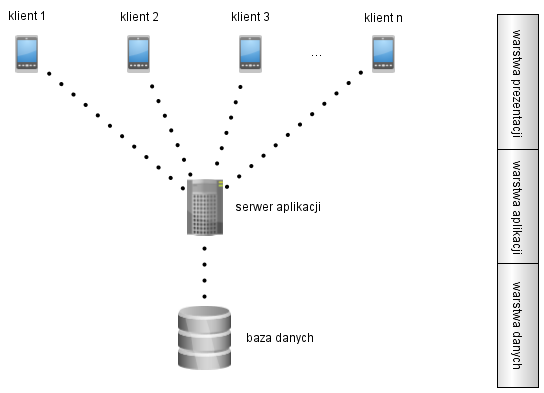 klient 1
klient 2
klient 3
...
klient n
serwer aplikacji
baza danych
warstwa prezentacji
warstwa aplikacji
warstwa danych